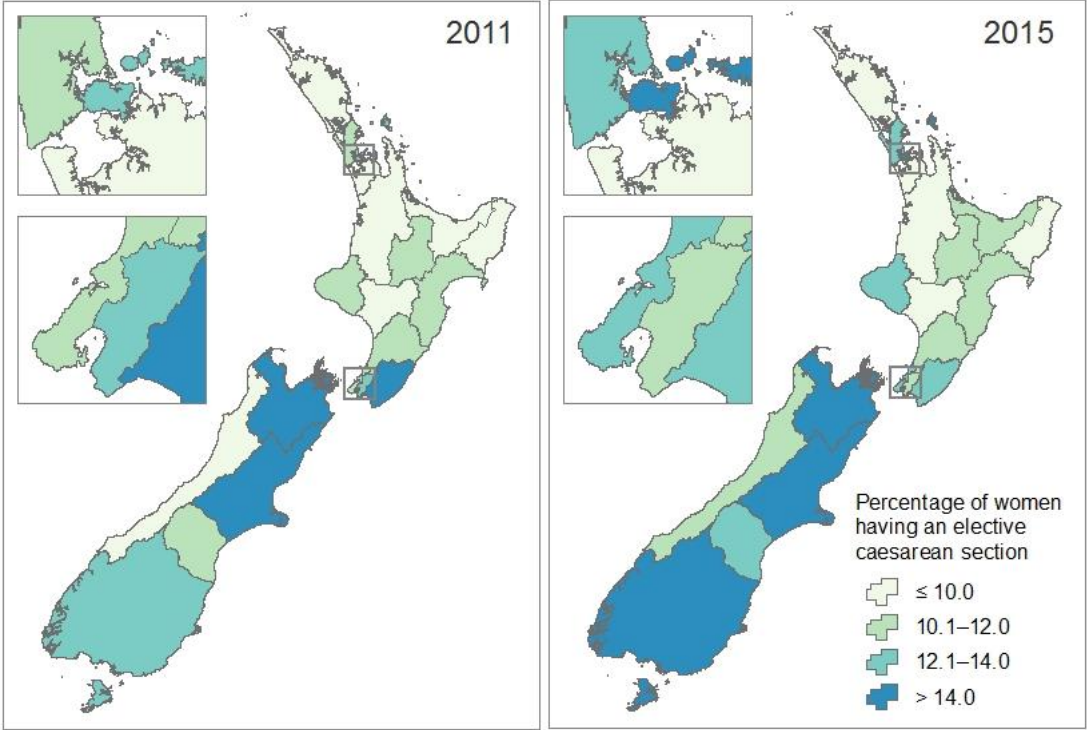 2011
2015
Percentage of women
having an elective
caesarean section
≤ 10.0
10.1–12.0
12.1–14.0
> 14.0